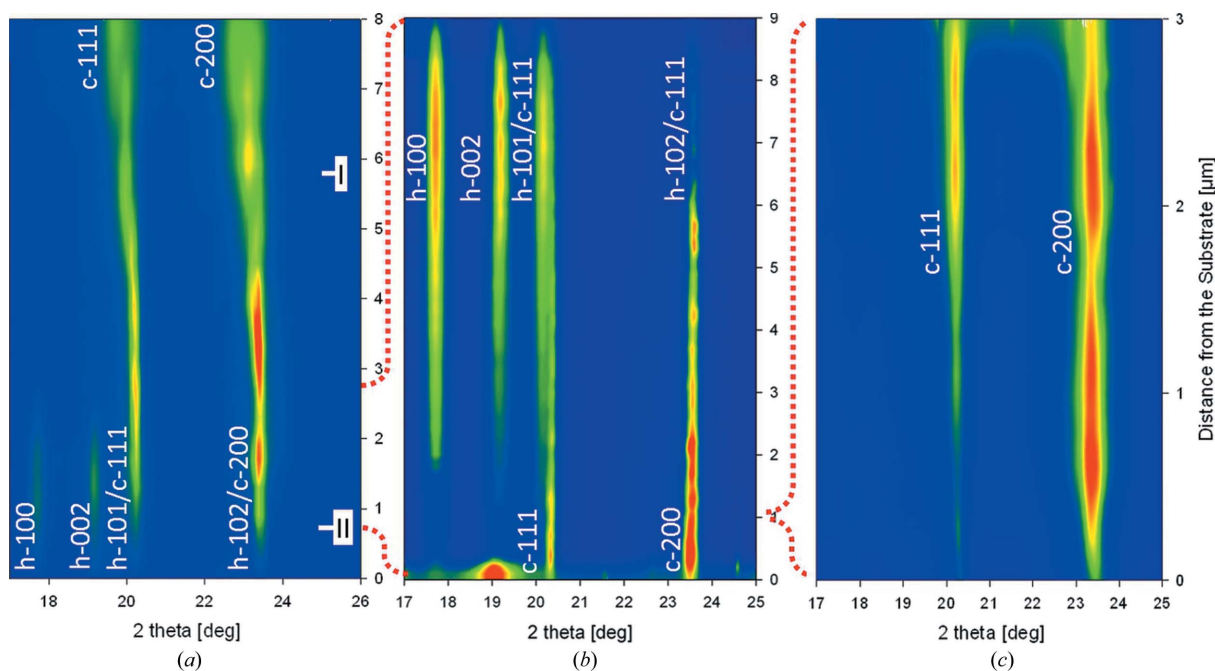 c-111
c-200
h-100
h-002
h-101/c-111
h-102/c-200
I
II
8
7
6
5
4
3
2
1
0
18 20 22 24 26
2 theta [deg]
(a)
h-100
h-002
h-101/c-111
h-102/c-111
c-111
c-200
9
8
7
6
5
4
3
2
1
0
17 18 19 20 21 22 23 24 25
2 theta [deg]
(b)
c-111
c-200
3
2
1
0
Distance from the Substrate [µm]
17 19 20 21 22 23 24 25
2 theta [deg]
(c)